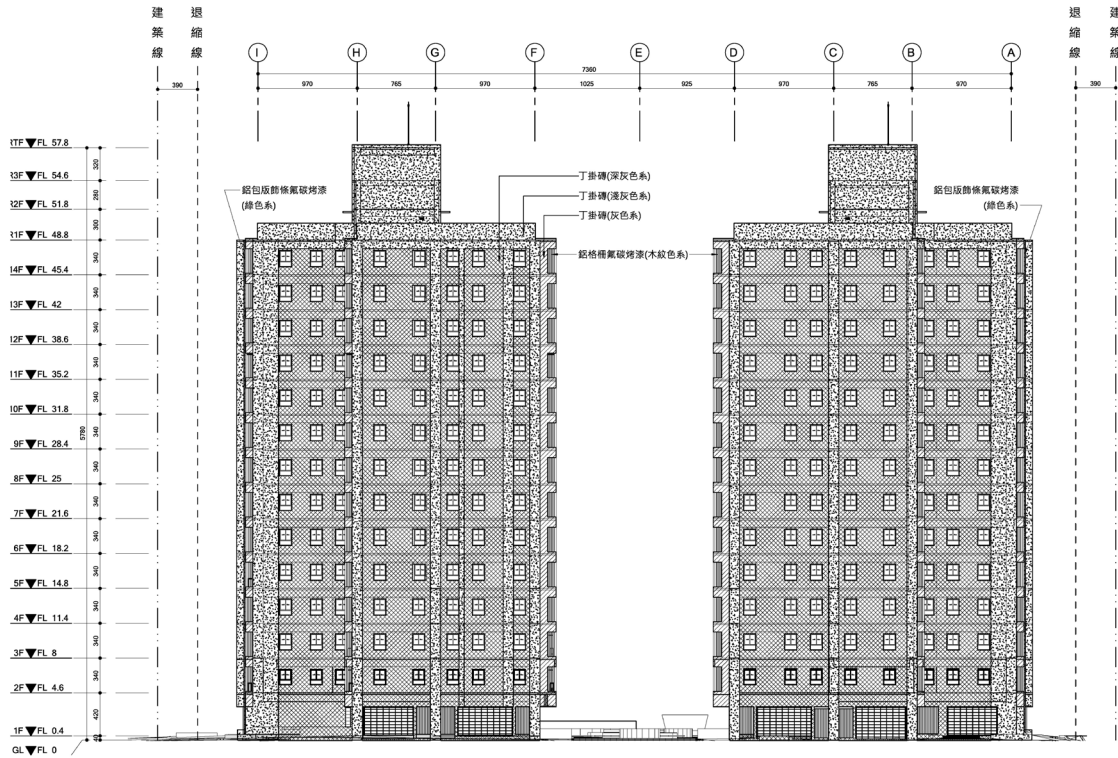 建築線
退縮線
退縮線
建築線
I
H
G
F
E
D
C
B
A
7360
390
970
765
970
1025
925
970
765
970
390
RTF FL 57.8
R3F FL 54.6
R2F FL 51.8
R1F FL 48.8
14F FL 45.4
13F FL 42
12F FL 38.6
11F FL 35.2
10F FL 31.8
9F FL 28.4
8F FL 25
7F FL 21.6
6F FL 18.2
5F FL 14.8
4F FL 11.4
3F FL 8
2F FL 4.6
1F FL 0.4
GL FL 0
320
280
300
340
340
340
340
340
340
340
340
340
340
340
340
340
420
5780
鋁包版飾條氟碳烤漆
(綠色系)
丁掛磚(深灰色系)
丁掛磚(淺灰色系)
丁掛磚(灰色系)
鋁格柵氟碳烤漆(木紋色系)
鋁包版飾條氟碳烤漆
(綠色系)